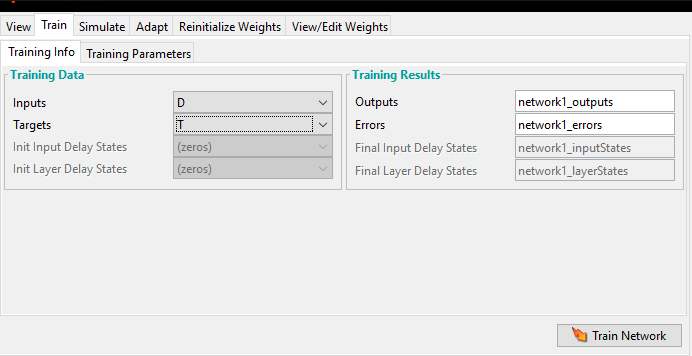 View Train Simulate Adapt Reinitialize Weights View/Edit Weights
Training Info Training Parameters
Training Data
Inputs D
Targets T
Init Input Delay States (zeros)
Init Layer Delay States (zeros)
Training Results
Outputs network1_outputs
Errors network1_errors
Final Input Delay States network1_inputStates
Final Layer Delay States network1_layerStates
Train Network